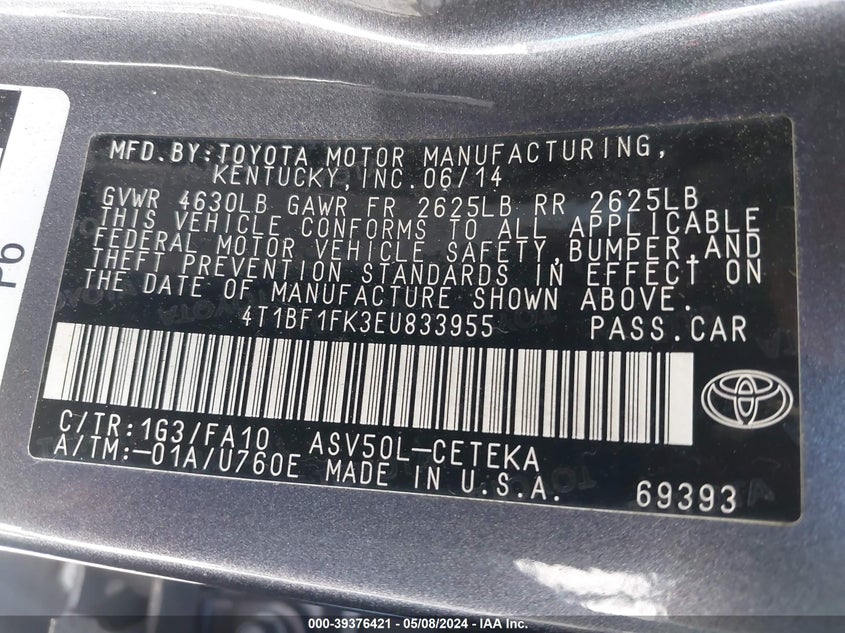 MFD.BY:TOYOTA MOTOR MANUFACTURING,
KENTUCKY,INC.06/14
GVWR 4630LB GAWR FR 2625LB RR 2625LB
THIS VEHICLE CONFORMS TO ALL APPLICABLE
FEDERAL MOTOR VEHICLE SAFETY,BUMPER,AND
THEFT PREVENTION STANDARDS IN EFFECT ON
THE DATE OF MANUFACTURE SHOWN ABOVE.
4T1BF1FK3EU833955 PASS.CAR
C/TR:1G3/FA10 ASV50L-CETEKA
A/TM:-01A/U760E MADE IN U.S.A.
69393
000-39376421 - 05/08/2024 - IAA Inc.